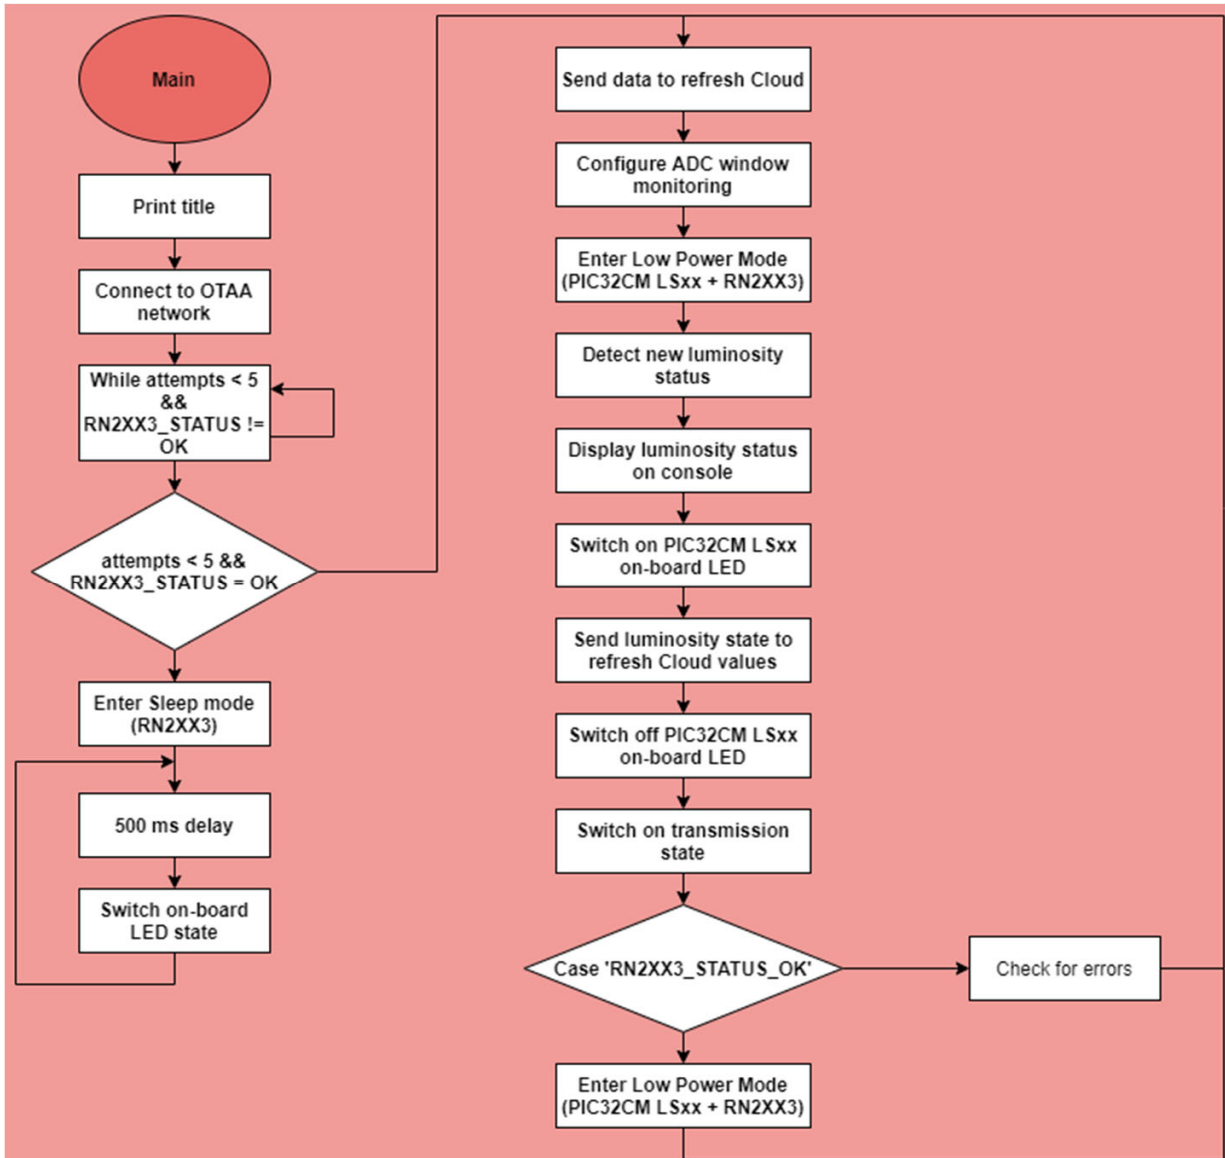 Main
Print title
Connect to OTAA
network
While attempts < 5
&&
RN2XX3_STATUS !=
OK
attempts < 5 &&
RN2XX3_STATUS = OK
Enter Sleep mode
(RN2XX3)
500 ms delay
Switch on-board
LED state
Send data to refresh Cloud
Configure ADC window
monitoring
Enter Low Power Mode
(PIC32CM LSxx + RN2XX3)
Detect new luminosity
status
Display luminosity status
on console
Switch on PIC32CM LSxx
on-board LED
Send luminosity state to
refresh Cloud values
Switch off PIC32CM LSxx
on-board LED
Switch on transmission
state
Case 'RN2XX3_STATUS_OK'
Check for errors
Enter Low Power Mode
(PIC32CM LSxx + RN2XX3)